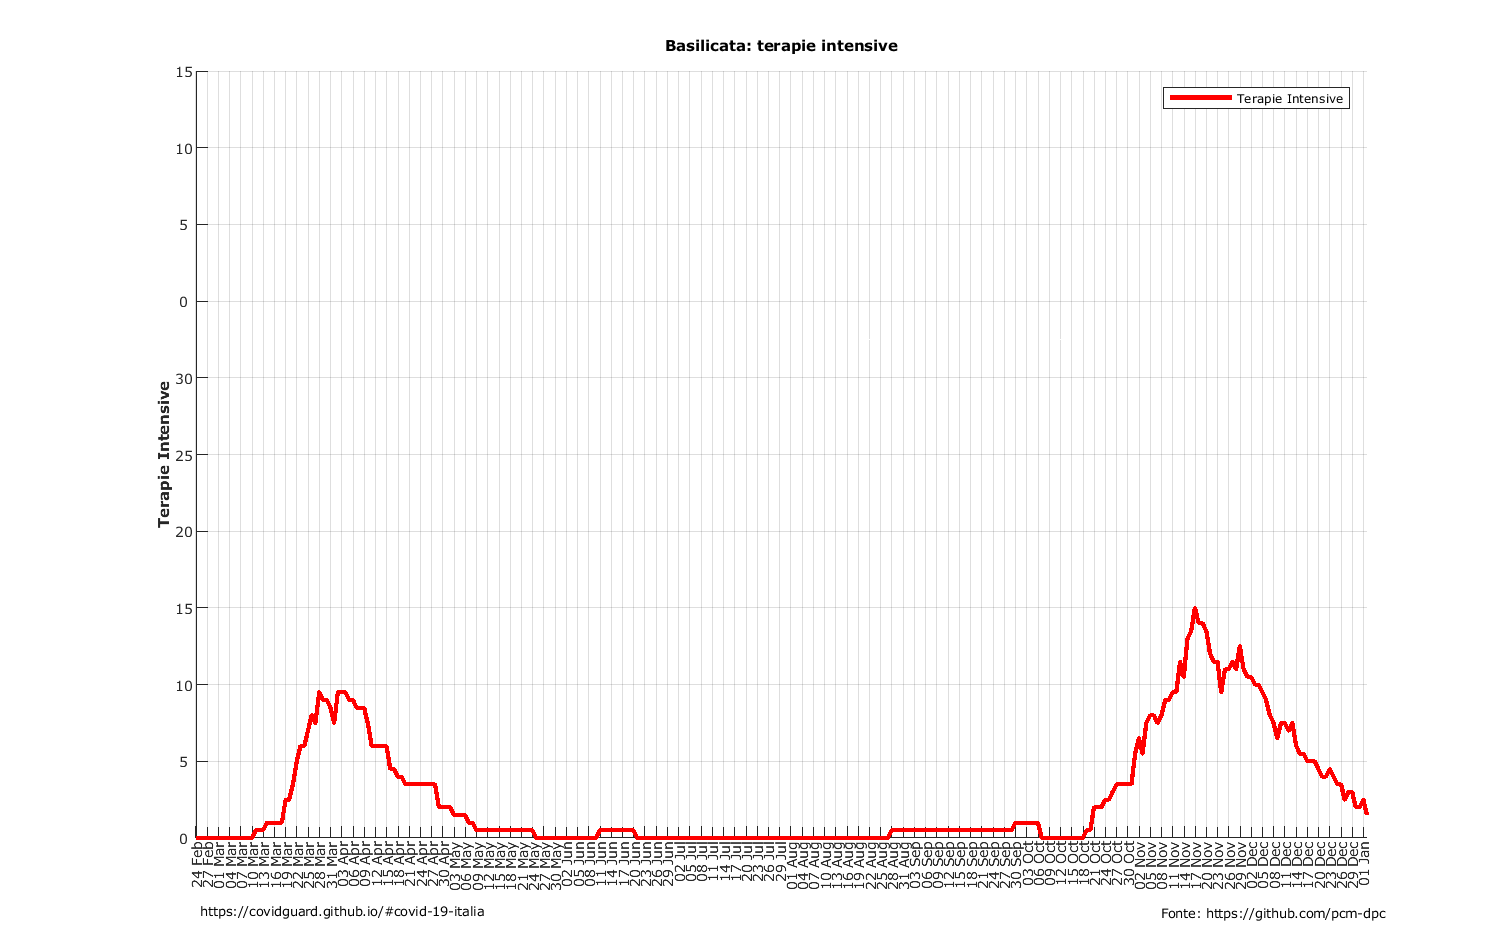 Basilicata: terapie intensive
Terapie Intensive
15
10
5
0
30
25
20
15
10
5
0
Terapie Intensive
24 Feb
27 Feb
01 Mar
04 Mar
07 Mar
10 Mar
13 Mar
16 Mar
19 Mar
22 Mar
25 Mar
28 Mar
31 Mar
03 Apr
06 Apr
09 Apr
12 Apr
15 Apr
18 Apr
21 Apr
24 Apr
27 Apr
30 Apr
03 May
06 May
09 May
12 May
15 May
18 May
21 May
24 May
27 May
30 May
02 Jun
05 Jun
08 Jun
11 Jun
14 Jun
17 Jun
20 Jun
23 Jun
26 Jun
29 Jun
02 Jul
05 Jul
08 Jul
11 Jul
14 Jul
17 Jul
20 Jul
23 Jul
26 Jul
29 Jul
01 Aug
04 Aug
07 Aug
10 Aug
13 Aug
16 Aug
19 Aug
22 Aug
25 Aug
28 Aug
31 Aug
03 Sep
06 Sep
09 Sep
12 Sep
15 Sep
18 Sep
21 Sep
24 Sep
27 Sep
30 Sep
03 Oct
06 Oct
09 Oct
12 Oct
15 Oct
18 Oct
21 Oct
24 Oct
27 Oct
30 Oct
02 Nov
05 Nov
08 Nov
11 Nov
14 Nov
17 Nov
20 Nov
23 Nov
26 Nov
29 Nov
02 Dec
05 Dec
08 Dec
11 Dec
14 Dec
17 Dec
20 Dec
23 Dec
26 Dec
29 Dec
01 Jan
https://covidguard.github.io/#covid-19-italia
Fonte: https://github.com/pcm-dpc